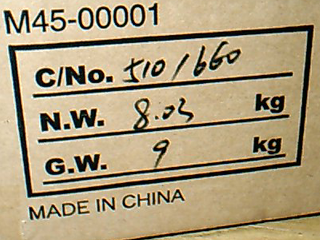 M45-00001
C/No. 510/660
N.W. 8.03 kg
G.W. 9 kg
MADE IN CHINA